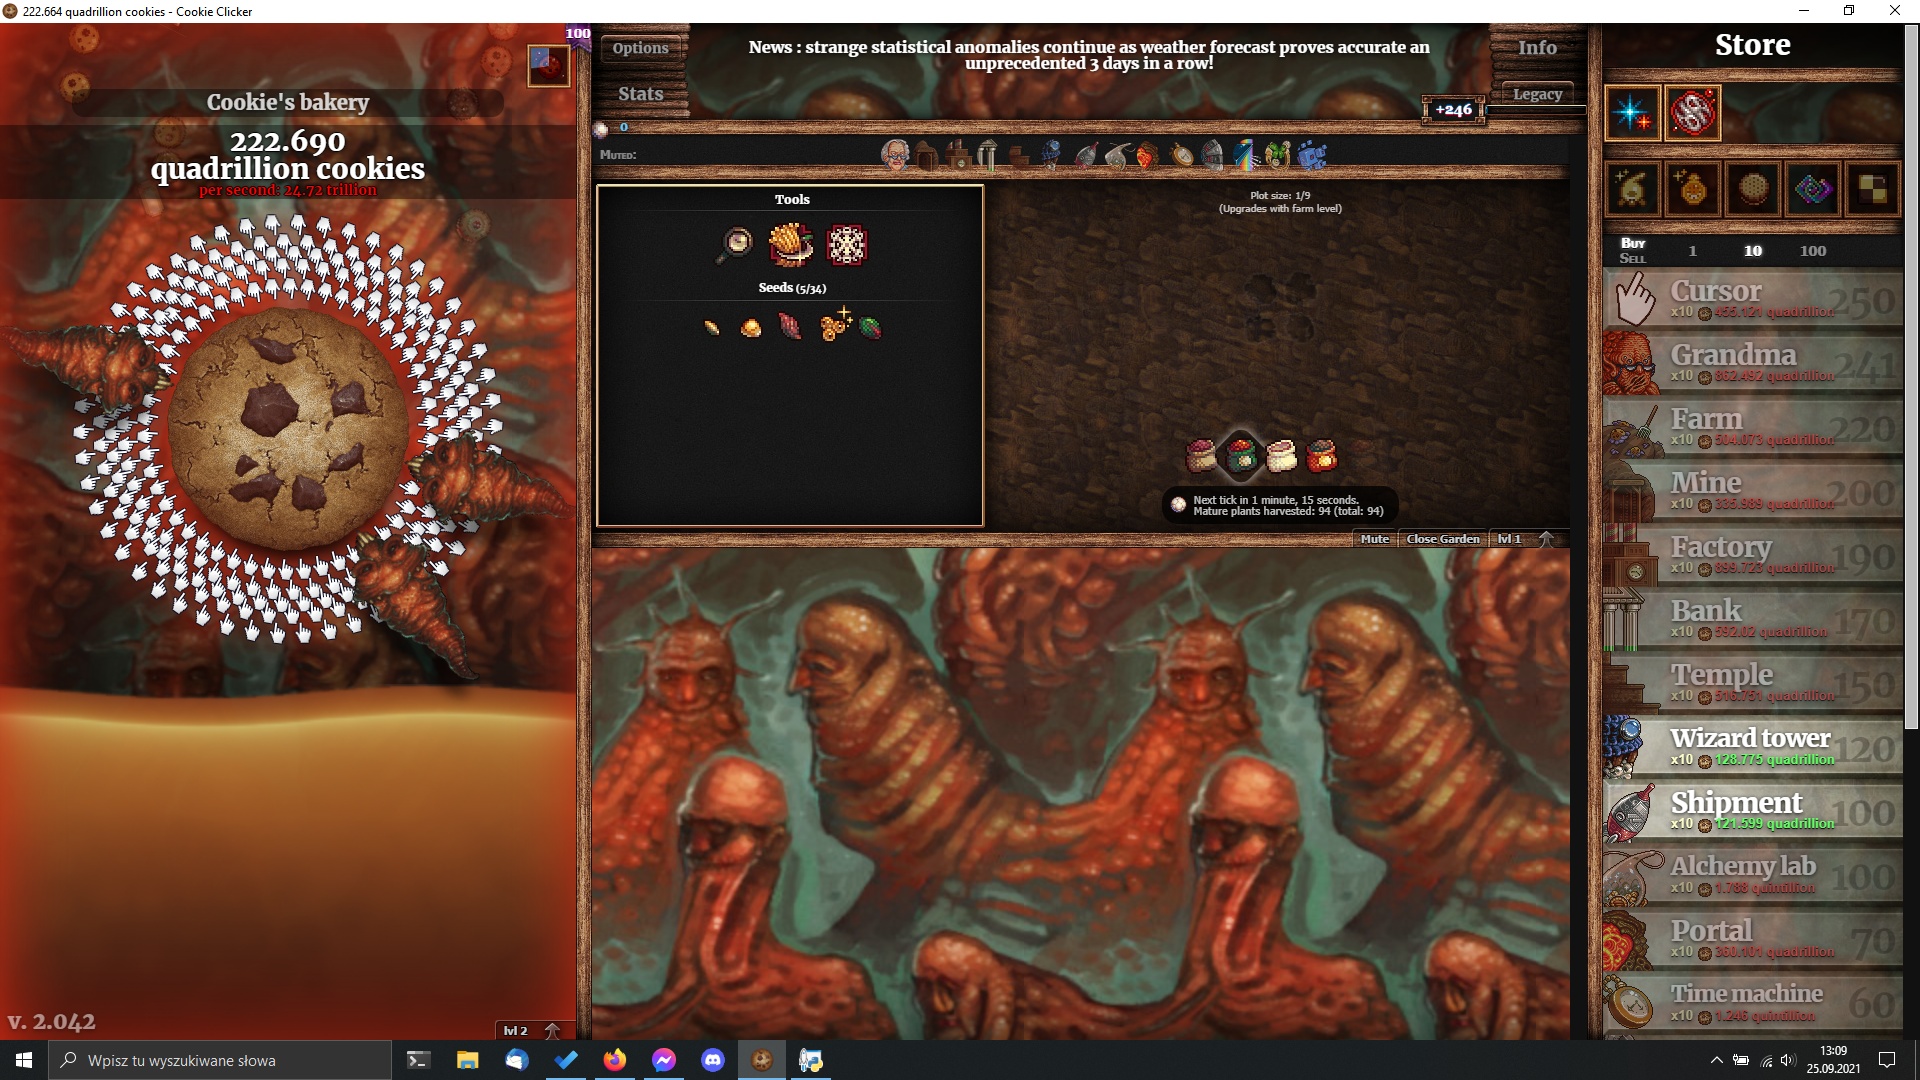 222.664 quadrillion cookies - Cookie Clicker
100
Options
Stats
News : strange statistical anomalies continue as weather forecast proves accurate an
unprecedented 3 days in a row!
Info
Legacy
+246
Store
Cookie's bakery
222.690
quadrillion cookies
per second: 24.72 trillion
0
Muted:
Tools
Seeds (5/34)
Plot size: 1/9
(Upgrades with farm level)
Next tick in 1 minute, 15 seconds.
Mature plants harvested: 94 (total: 94)
Mute
Close Garden
lvl 1
Buy
Sell
1
10
100
Cursor
x10 455.121 quadrillion
250
Grandma
x10 862.492 quadrillion
241
Farm
x10 504.073 quadrillion
220
Mine
x10 335.989 quadrillion
200
Factory
x10 899.723 quadrillion
190
Bank
x10 592.02 quadrillion
170
Temple
x10 516.751 quadrillion
150
Wizard tower
x10 128.775 quadrillion
120
Shipment
x10 121.599 quadrillion
100
Alchemy lab
x10 1.788 quintillion
100
Portal
x10 360.101 quadrillion
70
Time machine
x10 1.246 quintillion
60
v. 2.042
lvl 2
Wpisz tu wyszukiwane słowa
13:09
25.09.2021